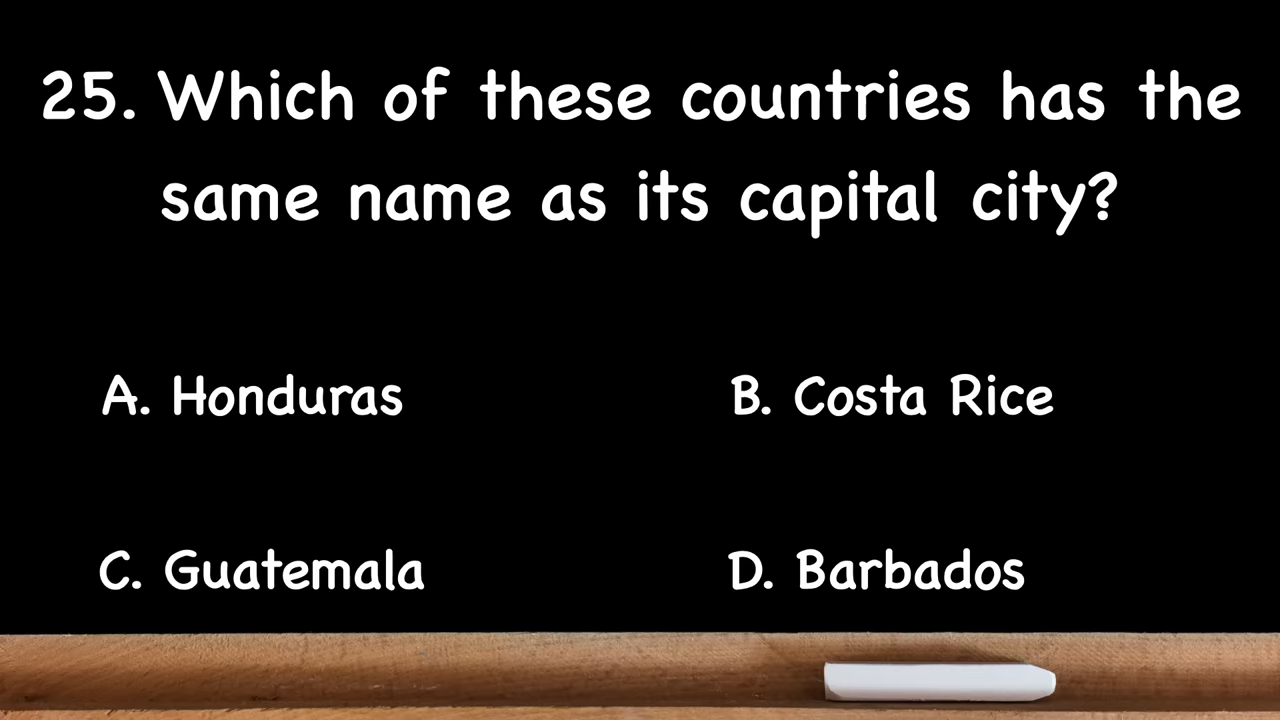 25. Which of these countries has the
same name as its capital city?
A. Honduras
B. Costa Rice
C. Guatemala
D. Barbados